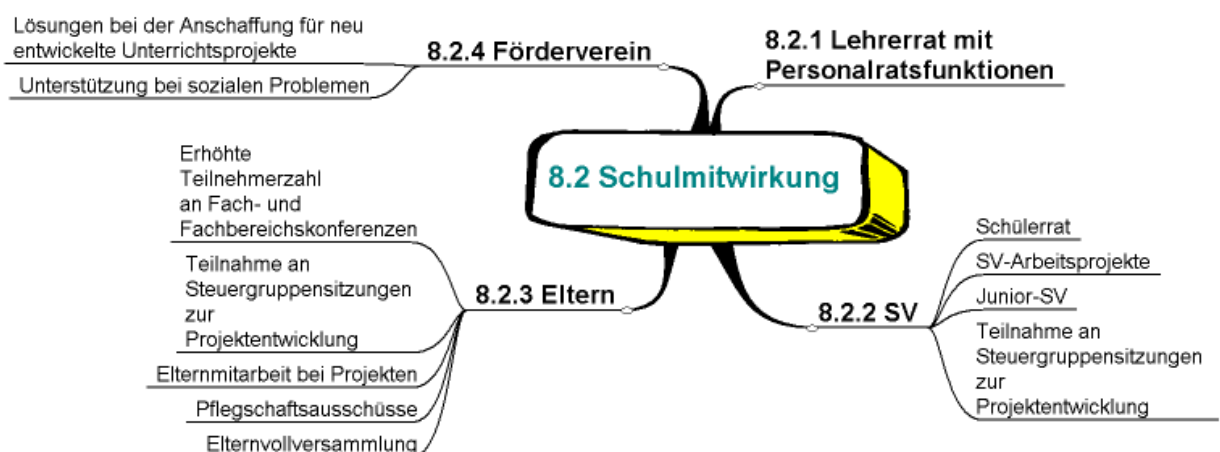 8.2 Schulmitwirkung
8.2.1 Lehrerrat mit
Personalratsfunktionen
8.2.2 SV
Schülerrat
SV-Arbeitsprojekte
Junior-SV
Teilnahme an
Steuergruppensitzungen
zur
Projektentwicklung
8.2.3 Eltern
Erhöhte
Teilnehmerzahl
an Fach- und
Fachbereichskonferenzen
Teilnahme an
Steuergruppensitzungen
zur
Projektentwicklung
Elternmitarbeit bei Projekten
Pflegschaftsausschüsse
Elternvollversammlung
8.2.4 Förderverein
Lösungen bei der Anschaffung für neu
entwickelte Unterrichtsprojekte
Unterstützung bei sozialen Problemen